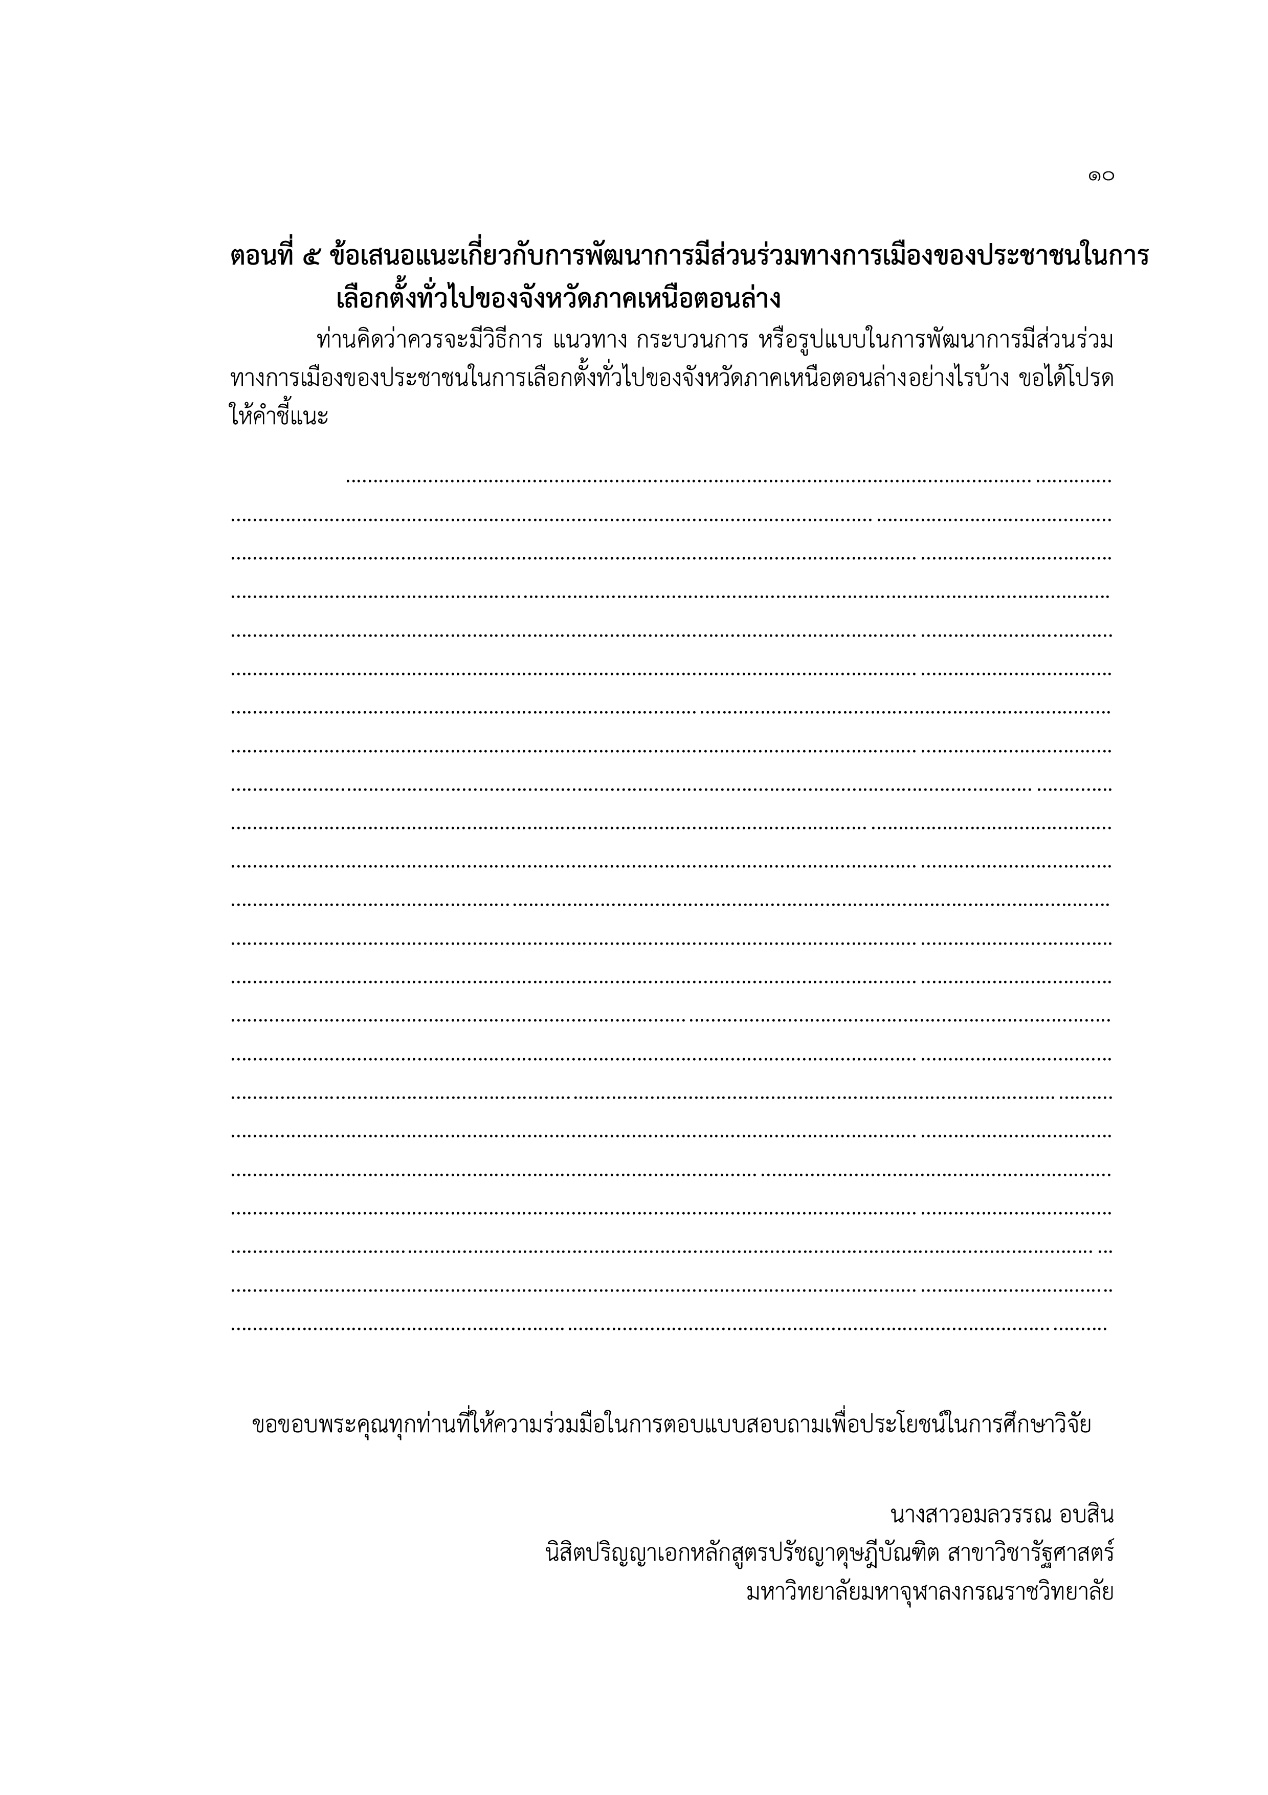 ๑๐
ตอนที่ ๕ ข้อเสนอแนะเกี่ยวกับการพัฒนาการมีส่วนร่วมทางการเมืองของประชาชนในการ
เลือกตั้งทั่วไปของจังหวัดภาคเหนือตอนล่าง
ท่านคิดว่าควรจะมีวิธีการ แนวทาง กระบวนการ หรือรูปแบบในการพัฒนาการมีส่วนร่วม
ทางการเมืองของประชาชนในการเลือกตั้งทั่วไปของจังหวัดภาคเหนือตอนล่างอย่างไรบ้าง ขอได้โปรด
ให้คำชี้แนะ
ขอขอบพระคุณทุกท่านที่ให้ความร่วมมือในการตอบแบบสอบถามเพื่อประโยชน์ในการศึกษาวิจัย
นางสาวอมลวรรณ อบสิน
นิสิตปริญญาเอกหลักสูตรปรัชญาดุษฎีบัณฑิต สาขาวิชารัฐศาสตร์
มหาวิทยาลัยมหาจุฬาลงกรณราชวิทยาลัย